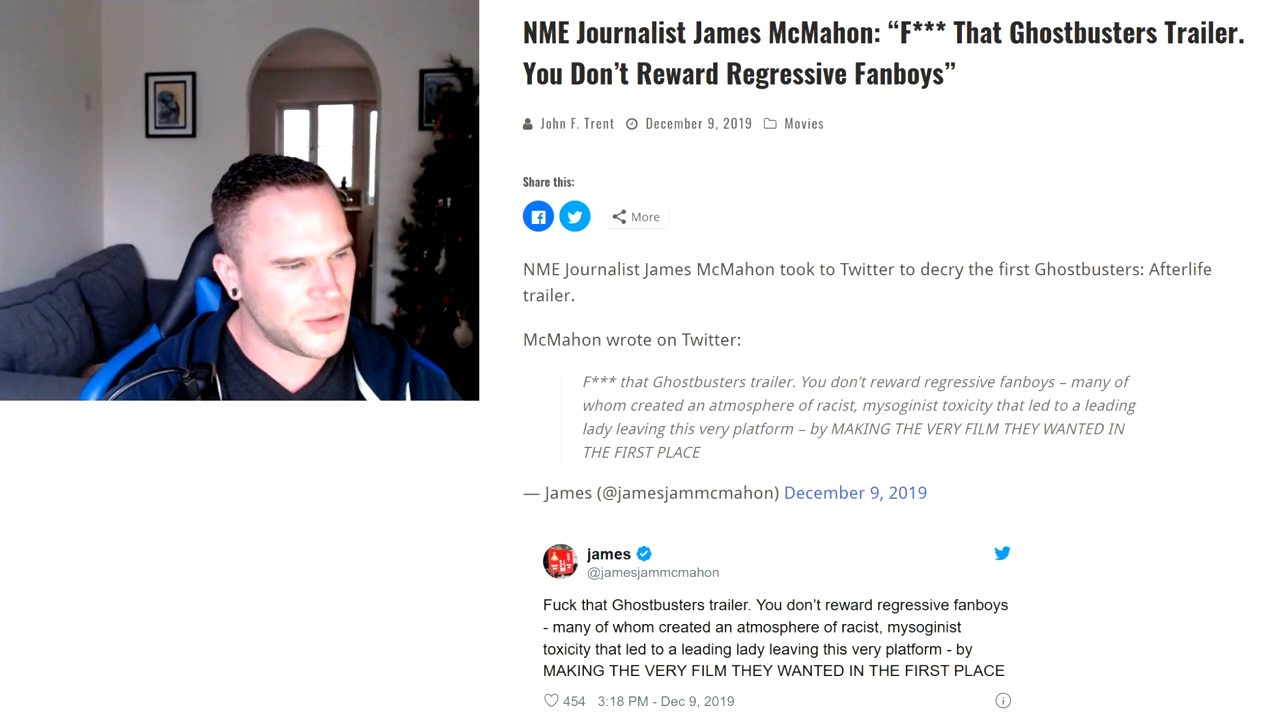 NME Journalist James McMahon: “F*** That Ghostbusters Trailer.
You Don’t Reward Regressive Fanboys”
John F. Trent December 9, 2019 Movies
Share this:
More
NME Journalist James McMahon took to Twitter to decry the first Ghostbusters: Afterlife
trailer.
McMahon wrote on Twitter:
F*** that Ghostbusters trailer. You don’t reward regressive fanboys – many of
whom created an atmosphere of racist, mysoginist toxicity that led to a leading
lady leaving this very platform – by MAKING THE VERY FILM THEY WANTED IN
THE FIRST PLACE
— James (@jamesjammcmahon) December 9, 2019
james
@jamesjammcmahon
Fuck that Ghostbusters trailer. You don’t reward regressive fanboys
- many of whom created an atmosphere of racist, mysoginist
toxicity that led to a leading lady leaving this very platform - by
MAKING THE VERY FILM THEY WANTED IN THE FIRST PLACE
454 3:18 PM - Dec 9, 2019